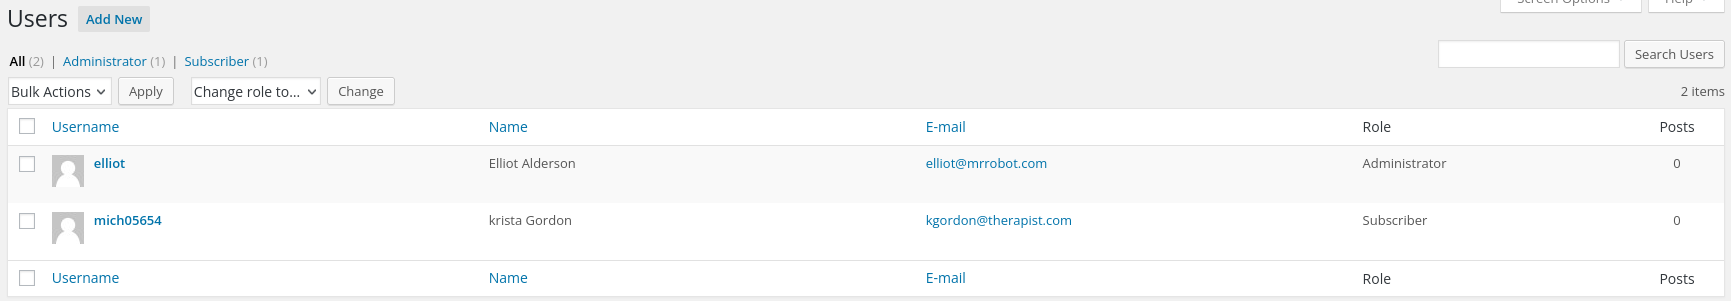 Users Add New
Screen Options Help
All (2) | Administrator (1) | Subscriber (1)
Search Users
Bulk Actions Apply Change role to... Change
2 items
Username Name E-mail Role Posts
elliot Elliot Alderson elliot@mrrobot.com Administrator 0
mich05654 krista Gordon kgordon@therapist.com Subscriber 0
Username Name E-mail Role Posts